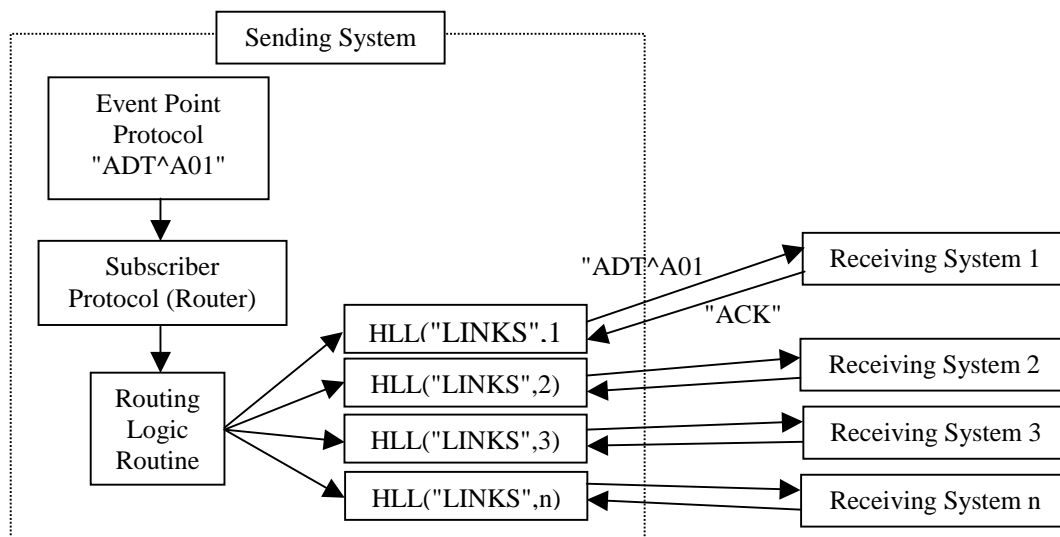 Sending System
Event Point
Protocol
"ADT^A01"
Subscriber
Protocol (Router)
Routing
Logic
Routine
HLL("LINKS",1
HLL("LINKS",2)
HLL("LINKS",3)
HLL("LINKS",n)
"ADT^A01
"ACK"
Receiving System 1
Receiving System 2
Receiving System 3
Receiving System n